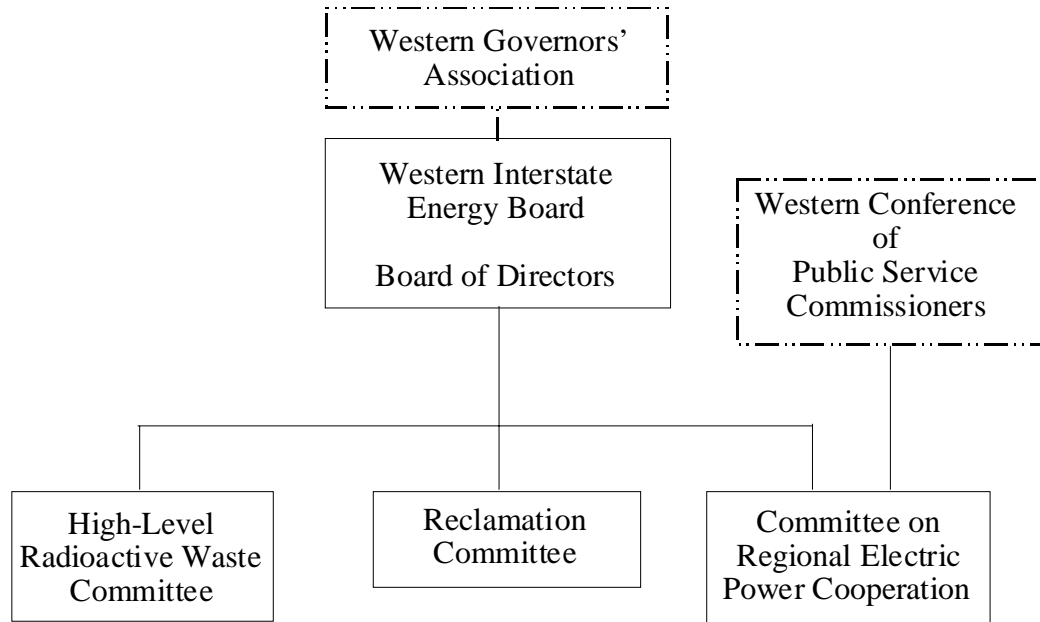 Western Governors’
Association
Western Interstate
Energy Board
Board of Directors
Western Conference
of
Public Service
Commissioners
High-Level
Radioactive Waste
Committee
Reclamation
Committee
Committee on
Regional Electric
Power Cooperation